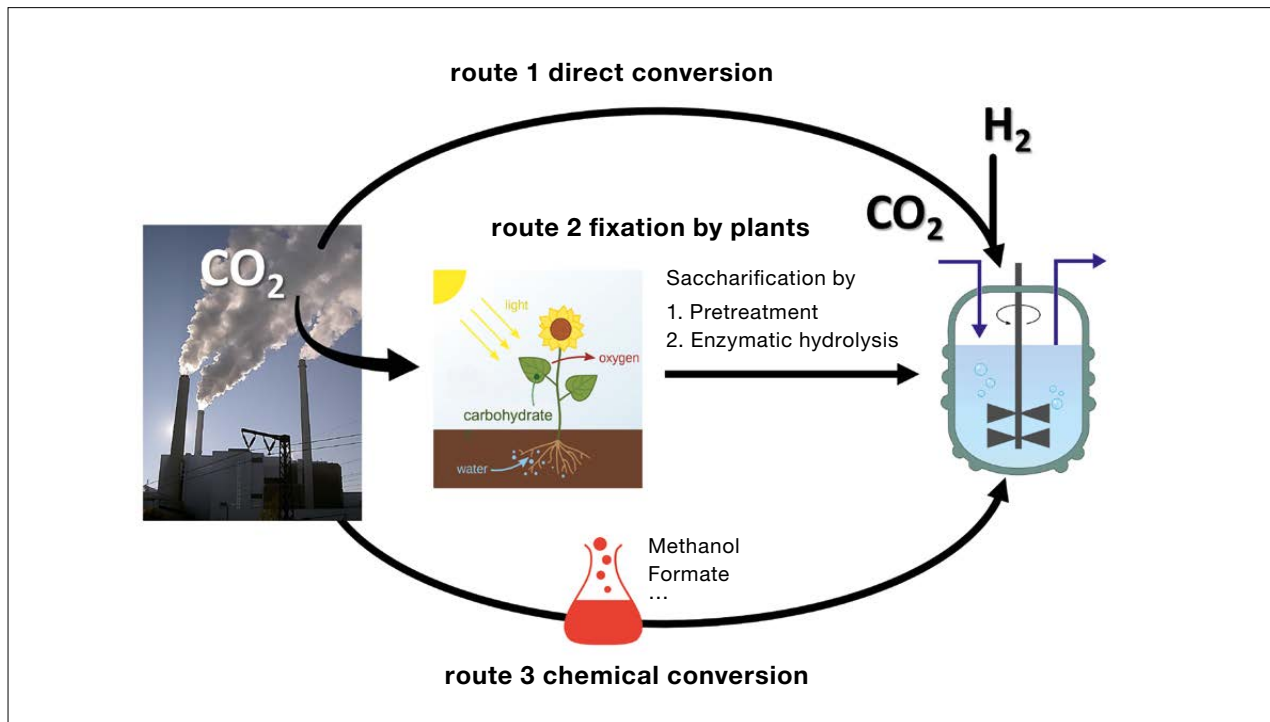 route 1 direct conversion
H₂
CO₂
route 2 fixation by plants
CO₂
Saccharification by
1. Pretreatment
2. Enzymatic hydrolysis
light
oxygen
carbohydrate
water
Methanol
Formate
...
route 3 chemical conversion